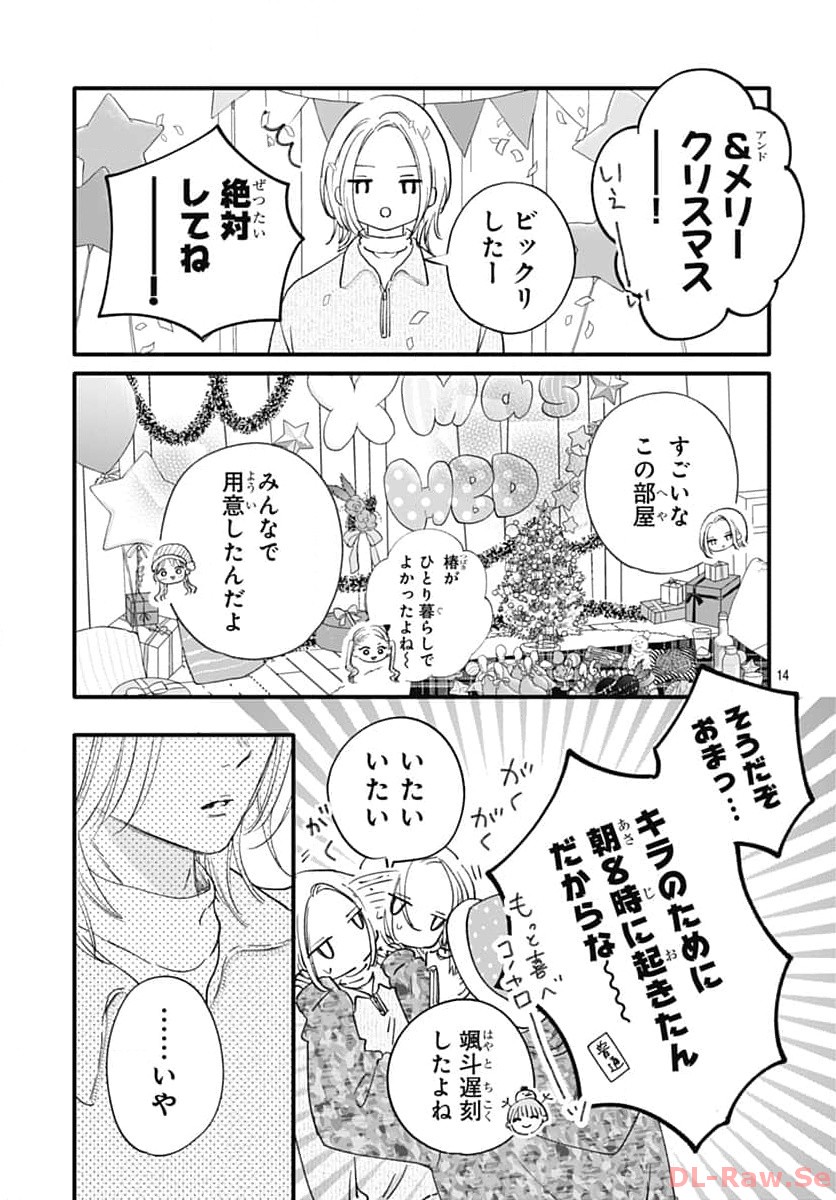 &メリー
クリスマス
ーー！
いえーい
ビックリ
したー
絶対
してね
ーー！
すごいな
この部屋
X Mas
HBD
椿が
ひとり暮らしで
よかったよね〜
みんなで
用意したんだよ
14
そうだぞ
おまっ…
キラのために
朝8時に起きたん
だからな〜〜
普通
もっと喜べ
コノヤロ
がくがく
いたい
いたい
颯斗遅刻
したよね
……いや
DL-Raw.Se